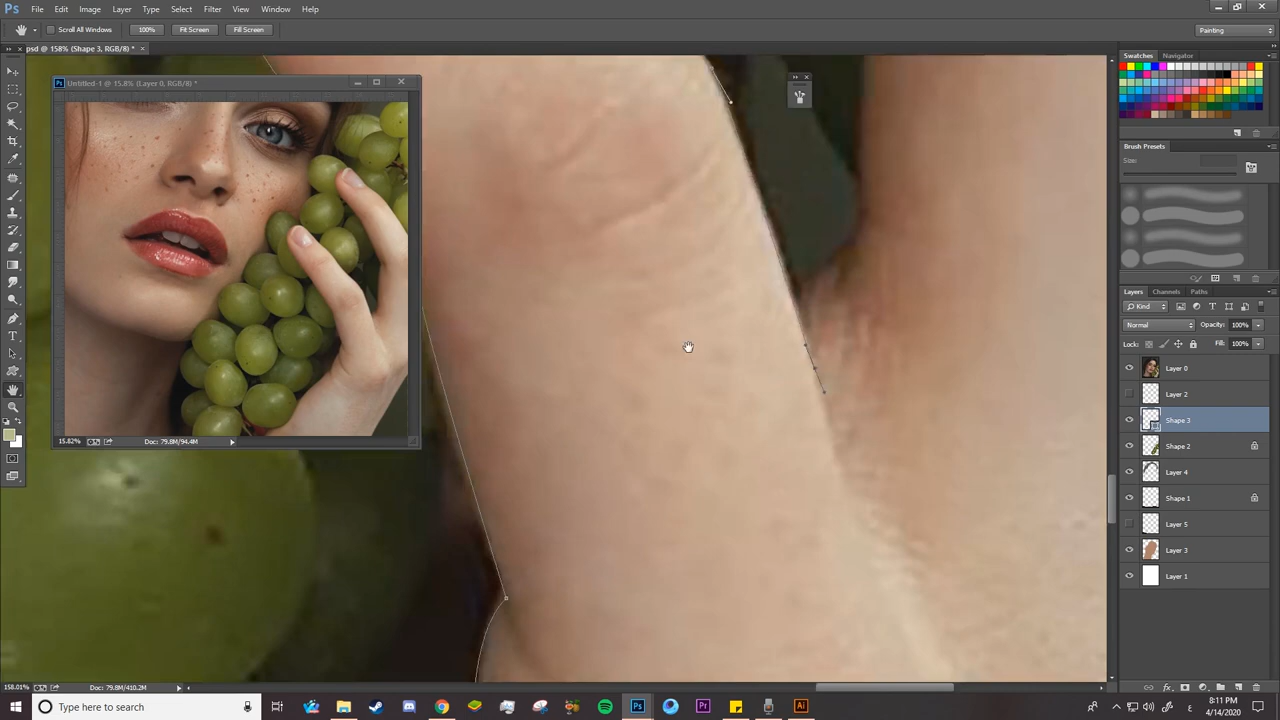 Ps File Edit Image Layer Type Select Filter View Window Help
Scroll All Windows 100% Fit Screen Fill Screen Painting
psd @ 158% (Shape 3, RGB/8) *
Swatches Navigator
Untitled-1 @ 15.8% (Layer 0, RGB/8) *
Brush Presets
Size:
Layers Channels Paths
Kind
Normal Opacity: 100%
Lock: Fill: 100%
Layer 0
Layer 2
Shape 3
Shape 2
Layer 4
Shape 1
Layer 5
Layer 3
Layer 1
15.82% Doc: 79.8M/94.4M
158.01% Doc: 79.8M/410.2M
Type here to search
8:11 PM
4/14/2020